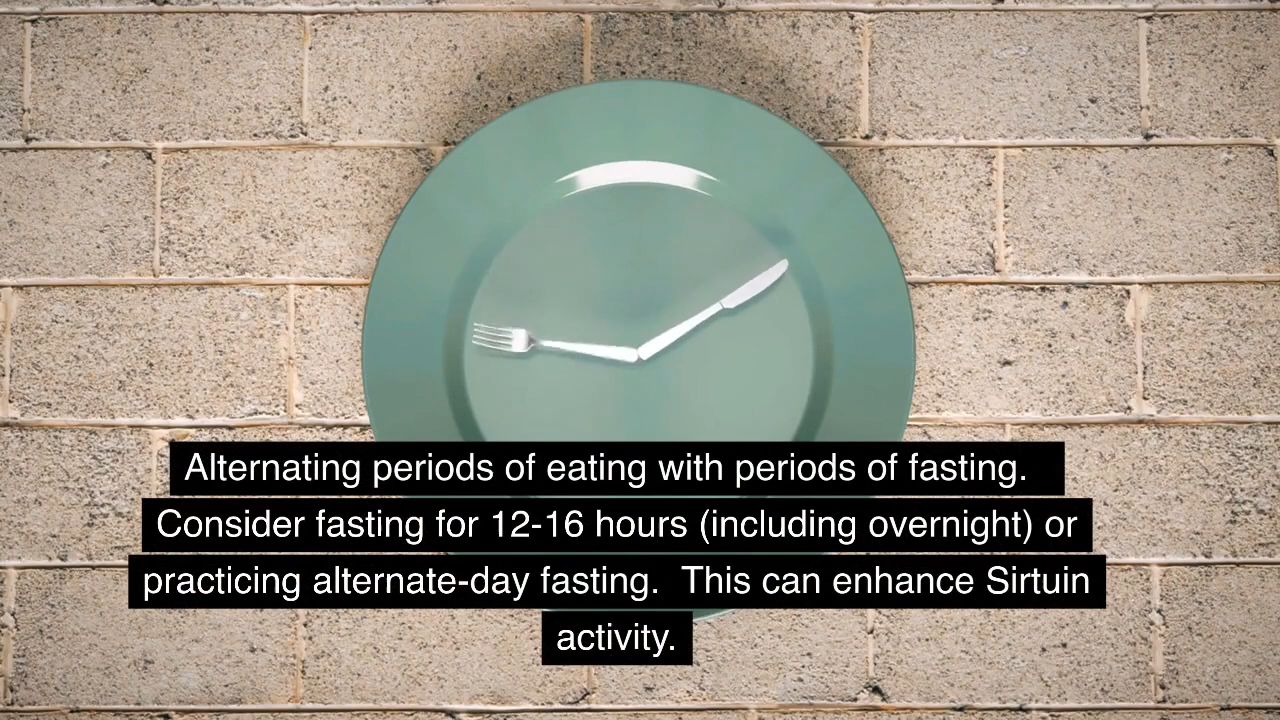 Alternating periods of eating with periods of fasting.
Consider fasting for 12-16 hours (including overnight) or
practicing alternate-day fasting.  This can enhance Sirtuin
activity.